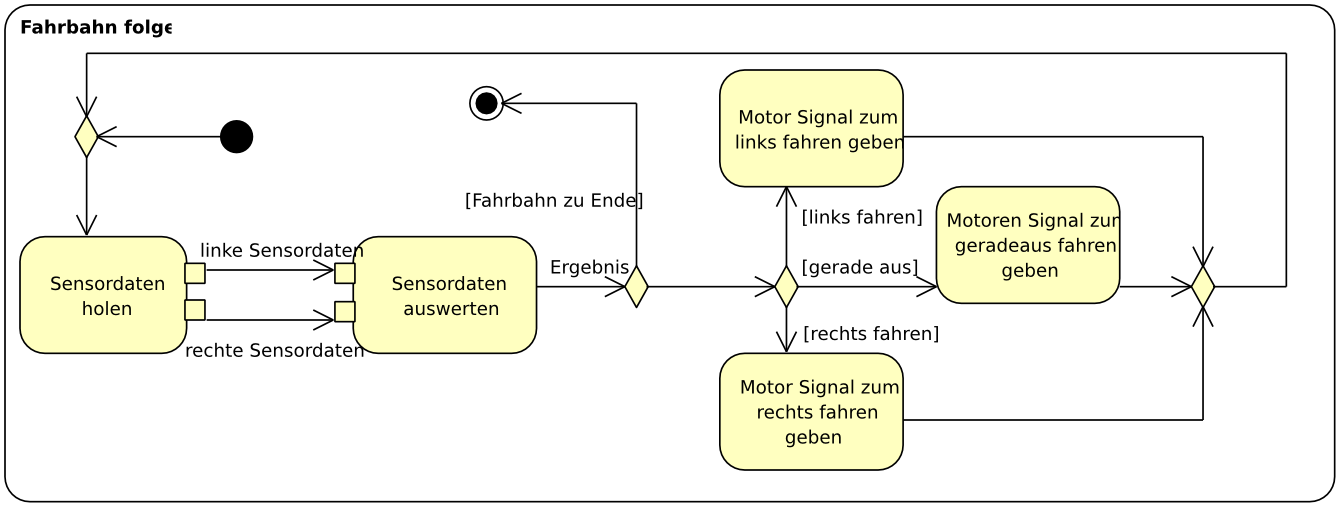 Fahrbahn folge
Motor Signal zum
links fahren geben
[Fahrbahn zu Ende]
[links fahren]
Motoren Signal zum
geradeaus fahren
geben
linke Sensordaten
Sensordaten
holen
Sensordaten
auswerten
Ergebnis
[gerade aus]
rechte Sensordaten
[rechts fahren]
Motor Signal zum
rechts fahren
geben